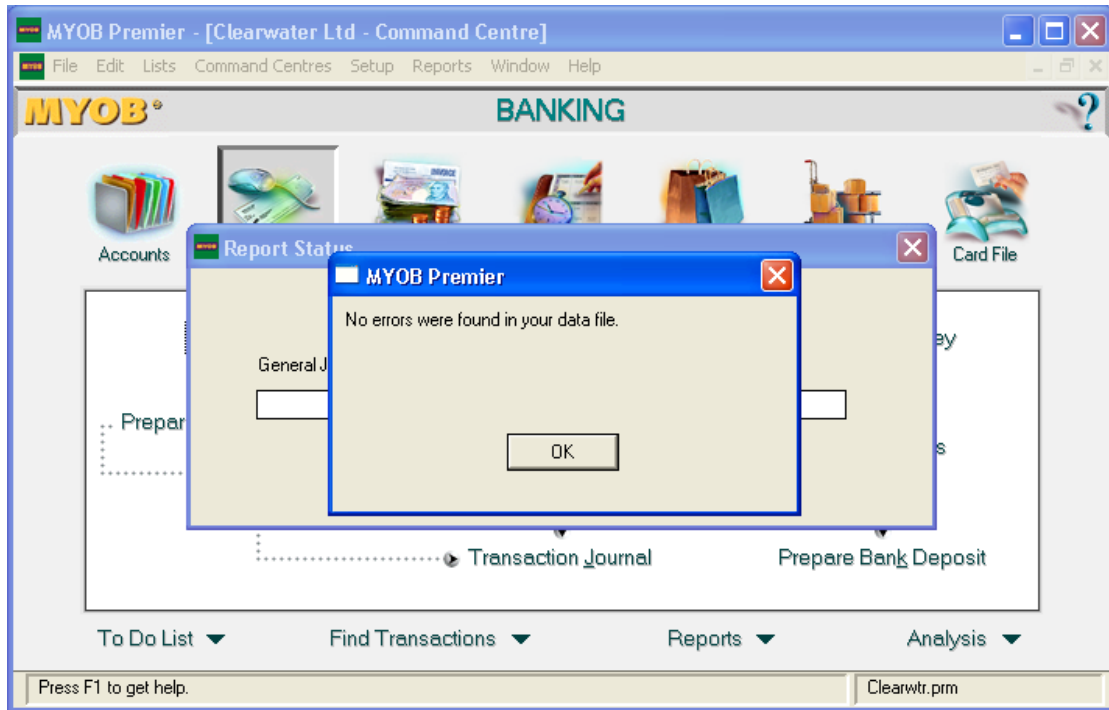 MYOB Premier - [Clearwater Ltd - Command Centre]
File Edit Lists Command Centres Setup Reports Window Help
MYOB BANKING ?
INVOICE
Accounts Card File
Report Status
MYOB Premier
No errors were found in your data file.
General J
ey
Prepar
s
OK
Transaction Journal Prepare Bank Deposit
To Do List Find Transactions Reports Analysis
Press F1 to get help. Clearwtr.prm